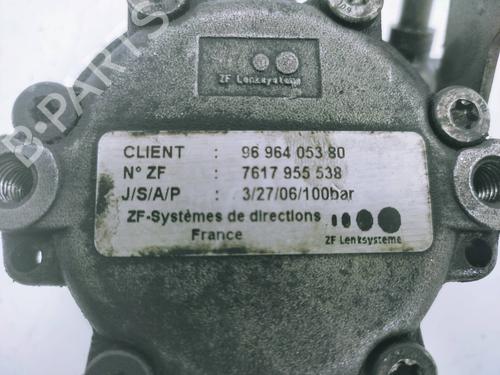 ZF Lenksysteme
CLIENT : 96 964 053 80
N° ZF : 7617 955 538
J/S/A/P : 3/27/06/100bar
ZF-Systèmes de directions
France
ZF Lenksysteme
B-PARTS